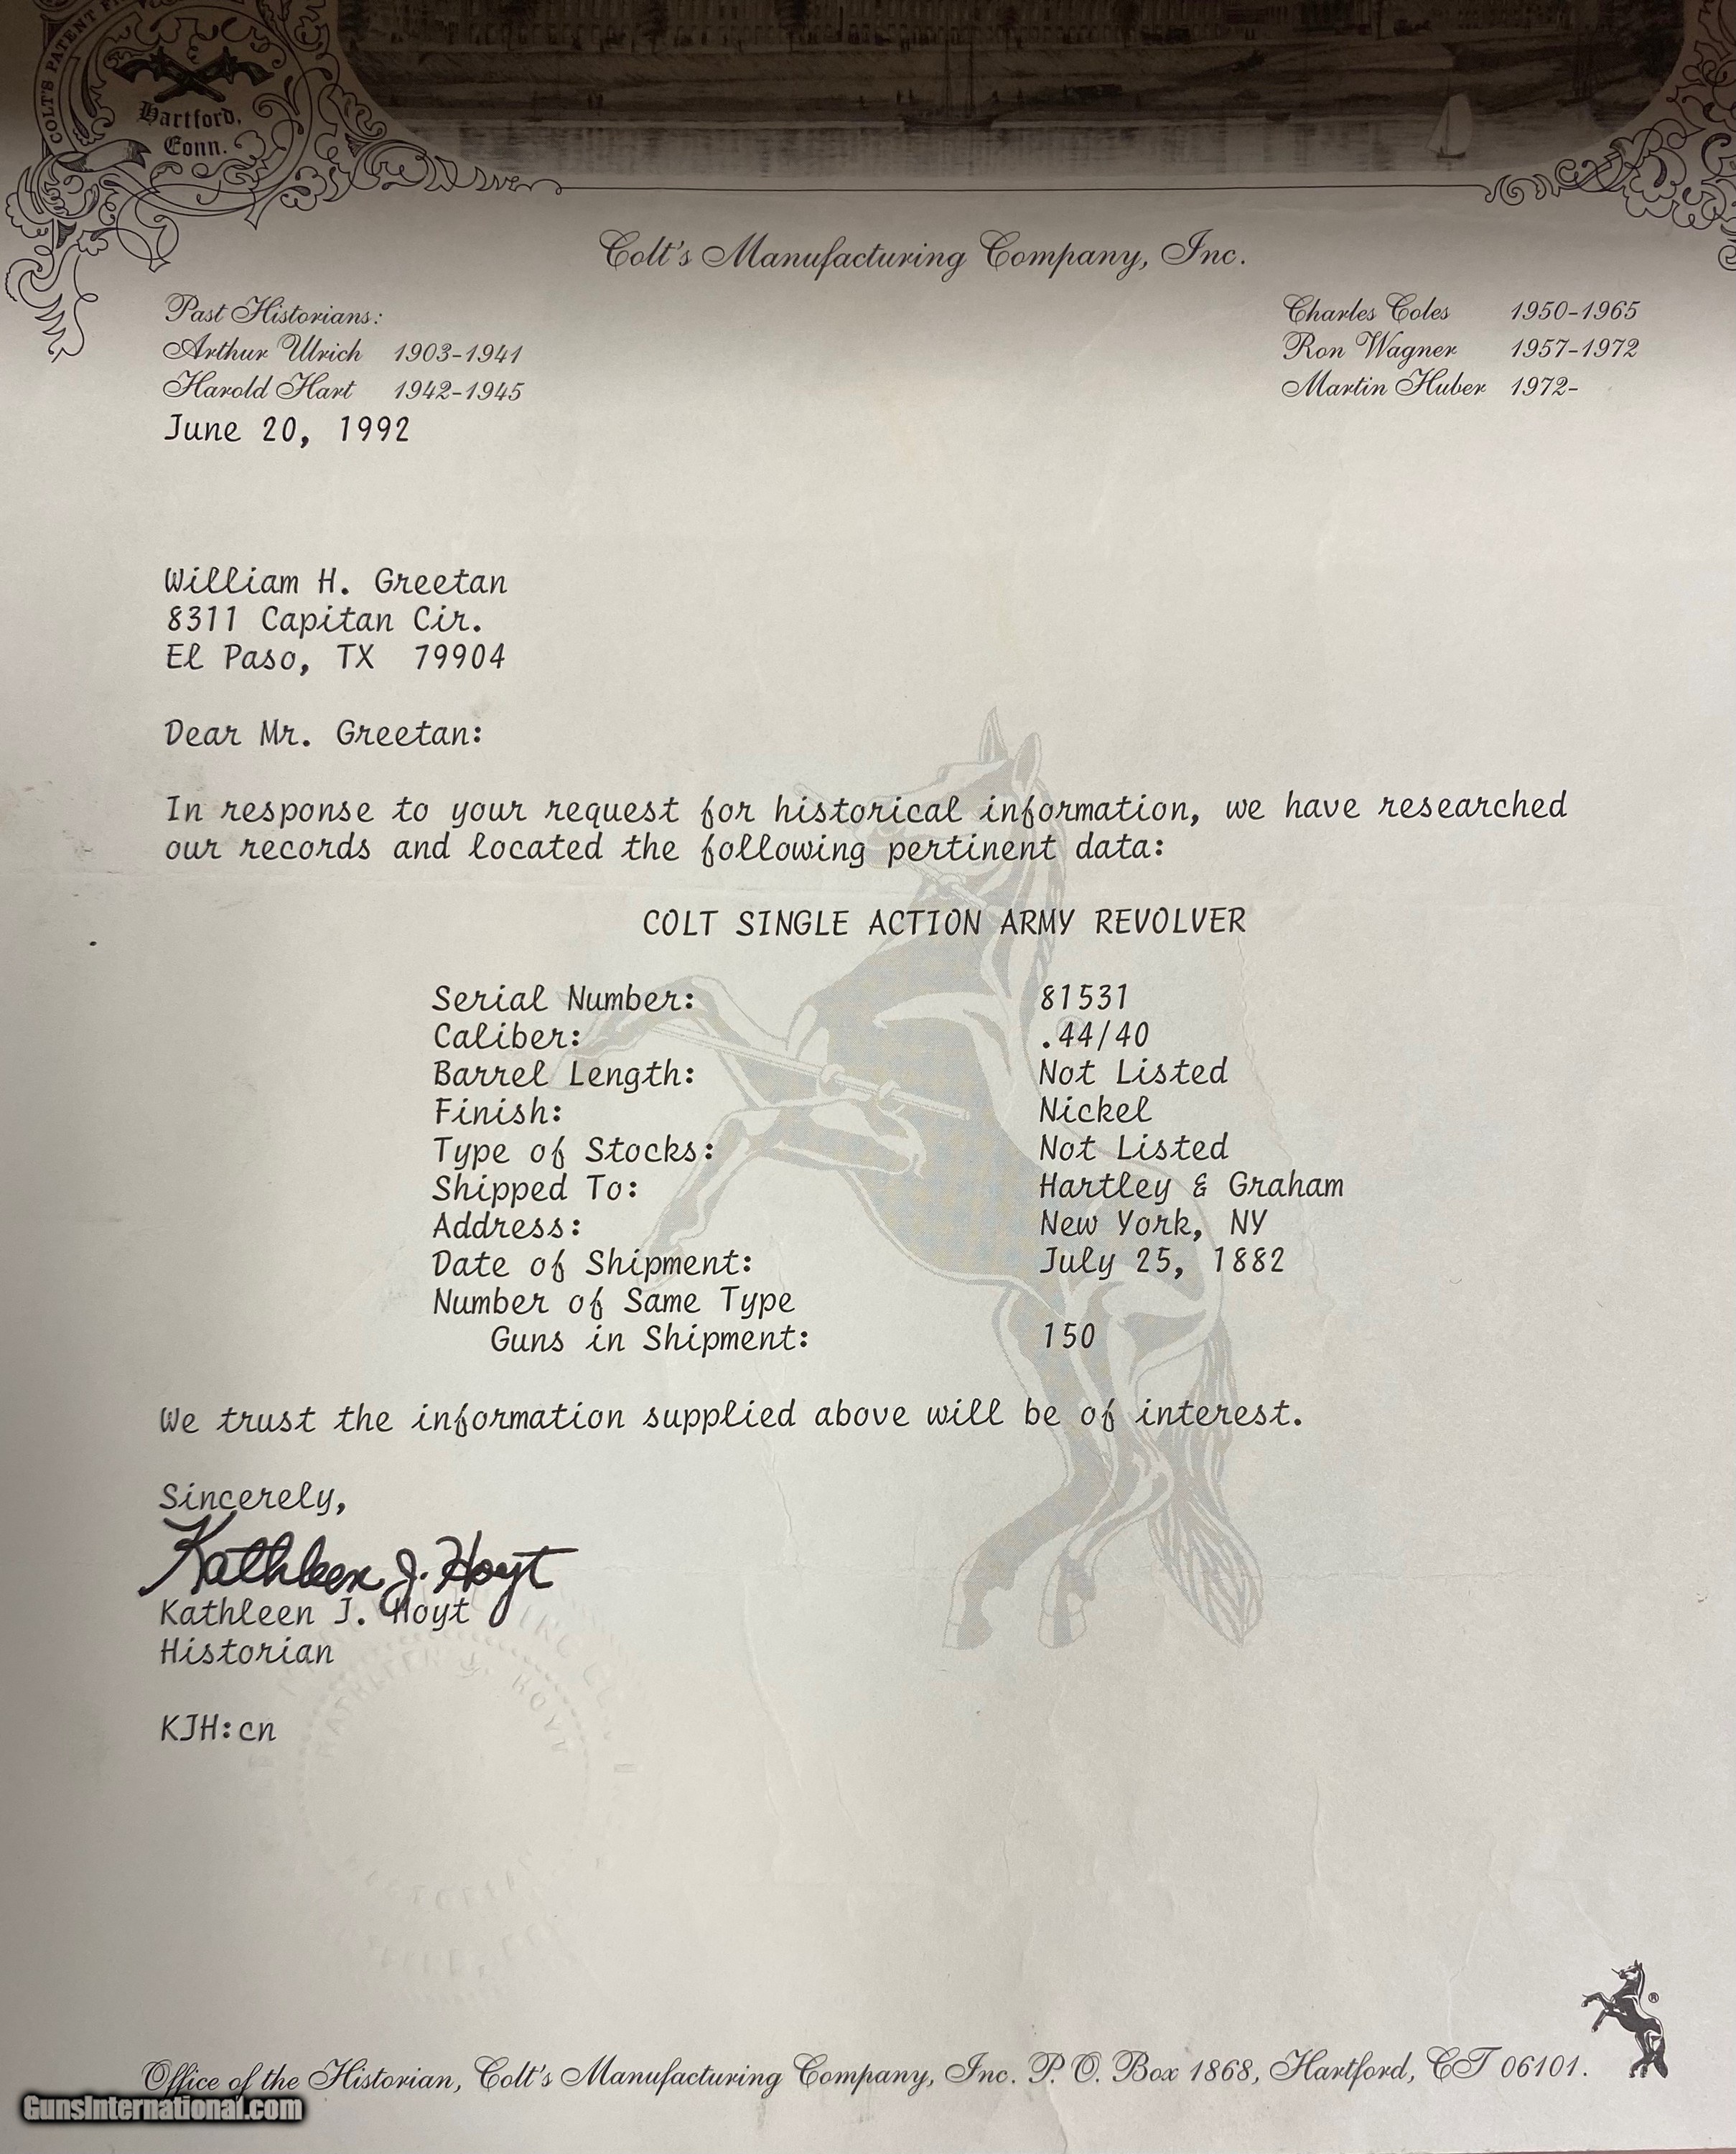 COLT'S PATENT
Hartford,
Conn.
Colt's Manufacturing Company, Inc.
Past Historians:
Arthur Ulrich 1903-1941
Harold Hart 1942-1945
Charles Coles 1950-1965
Ron Wagner 1957-1972
Martin Huber 1972-
June 20, 1992
William H. Greetan
8311 Capitan Cir.
El Paso, TX 79904
Dear Mr. Greetan:
In response to your request for historical information, we have researched
our records and located the following pertinent data:
COLT SINGLE ACTION ARMY REVOLVER
Serial Number: 81531
Caliber: .44/40
Barrel Length: Not Listed
Finish: Nickel
Type of Stocks: Not Listed
Shipped To: Hartley & Graham
Address: New York, NY
Date of Shipment: July 25, 1882
Number of Same Type
Guns in Shipment: 150
We trust the information supplied above will be of interest.
Sincerely,
Kathleen J. Hoyt
Kathleen J. Hoyt
Historian
KATHLEEN J. HOYT
KJH:cn
®
Office of the Historian, Colt's Manufacturing Company, Inc. P. O. Box 1868, Hartford, CT 06101.
GunsInternational.com